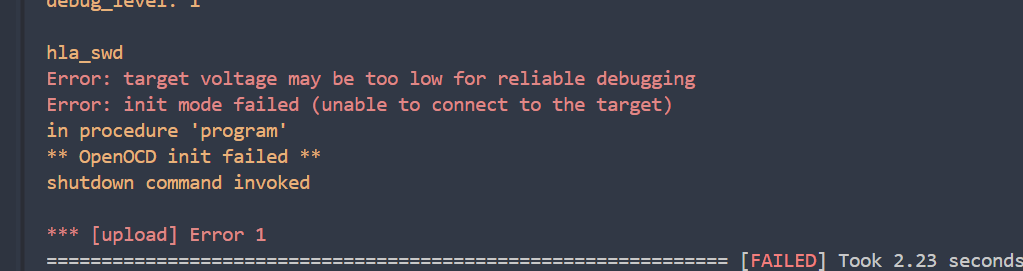 debug_level: 1
hla_swd
Error: target voltage may be too low for reliable debugging
Error: init mode failed (unable to connect to the target)
in procedure 'program'
** OpenOCD init failed **
shutdown command invoked
*** [upload] Error 1
============================================================== [FAILED] Took 2.23 seconds